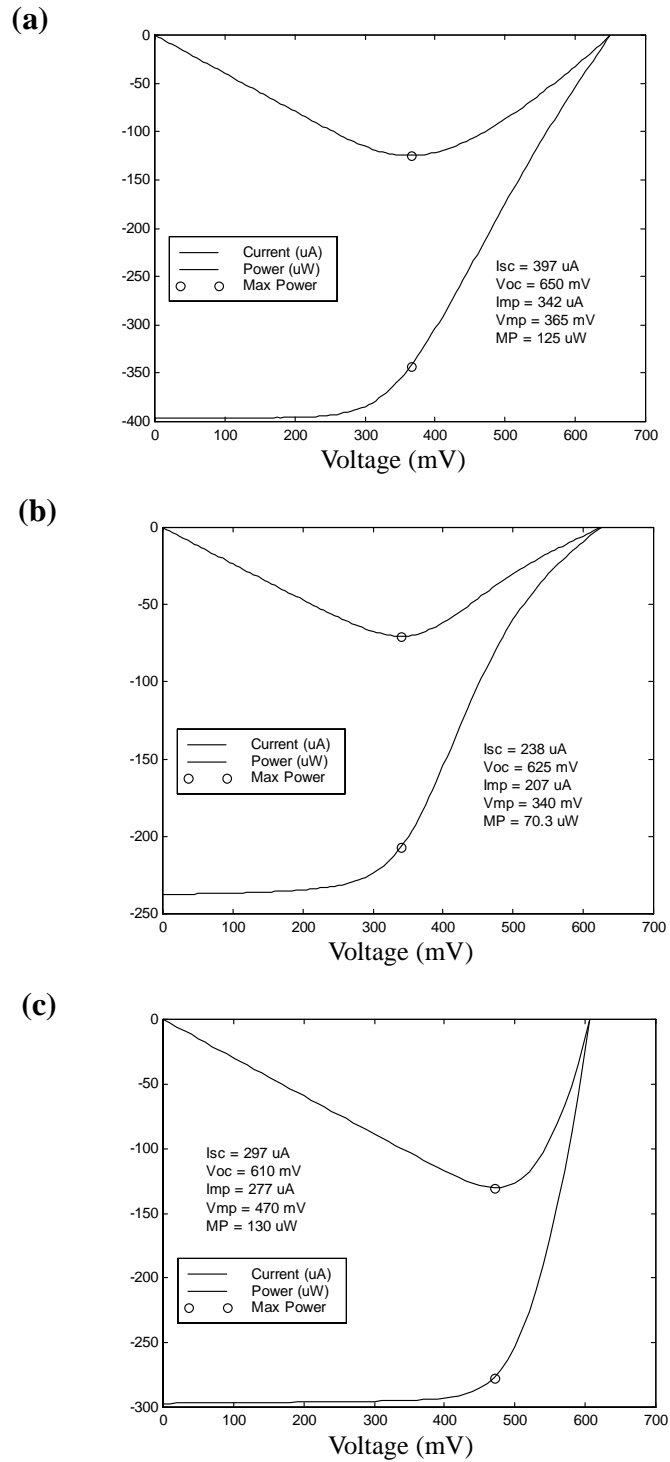 (a)
0
-50
-100
-150
-200
-250
-300
-350
-400
Current (uA)
Power (uW)
Max Power
Isc = 397 uA
Voc = 650 mV
Imp = 342 uA
Vmp = 365 mV
MP = 125 uW
0 100 200 300 400 500 600 700
Voltage (mV)
(b)
0
-50
-100
-150
-200
-250
Current (uA)
Power (uW)
Max Power
Isc = 238 uA
Voc = 625 mV
Imp = 207 uA
Vmp = 340 mV
MP = 70.3 uW
0 100 200 300 400 500 600 700
Voltage (mV)
(c)
0
-50
-100
-150
-200
-250
-300
Isc = 297 uA
Voc = 610 mV
Imp = 277 uA
Vmp = 470 mV
MP = 130 uW
Current (uA)
Power (uW)
Max Power
0 100 200 300 400 500 600 700
Voltage (mV)